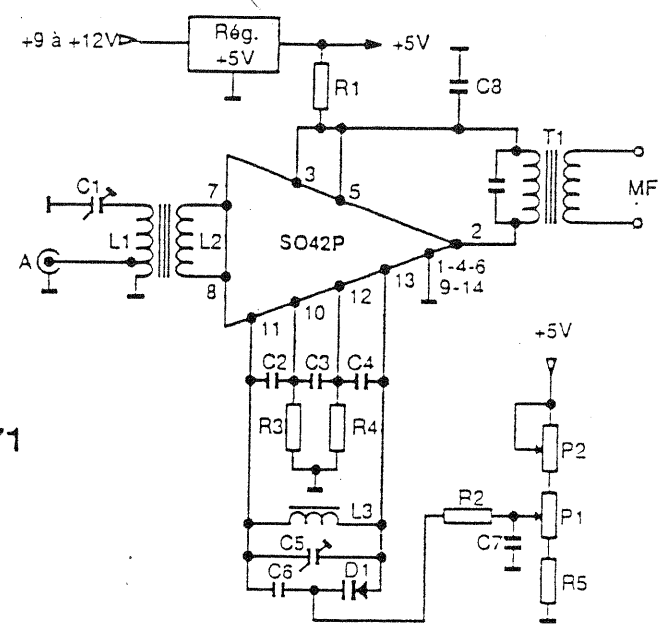 +9 à +12V
Rég.
+5V
+5V
R1
C8
T1
C1
7
3
5
MF
L1
L2
SO42P
2
A
8
13
1-4-6
9-14
12
10
11
+5V
C2
C3
C4
R3
R4
71
P2
L3
R2
P1
C5
C7
C6
D1
R5